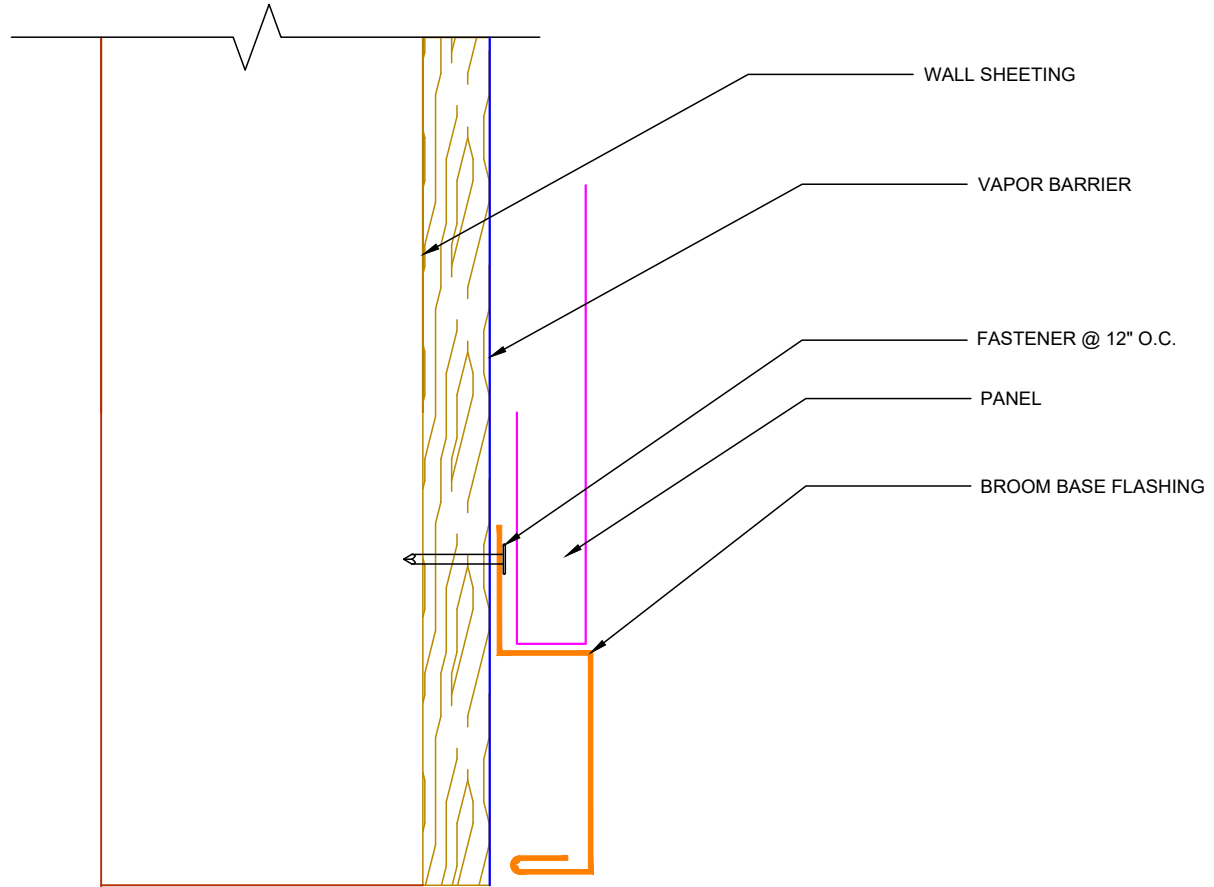 WALL SHEETING
VAPOR BARRIER
FASTENER @ 12" O.C.
PANEL
BROOM BASE FLASHING